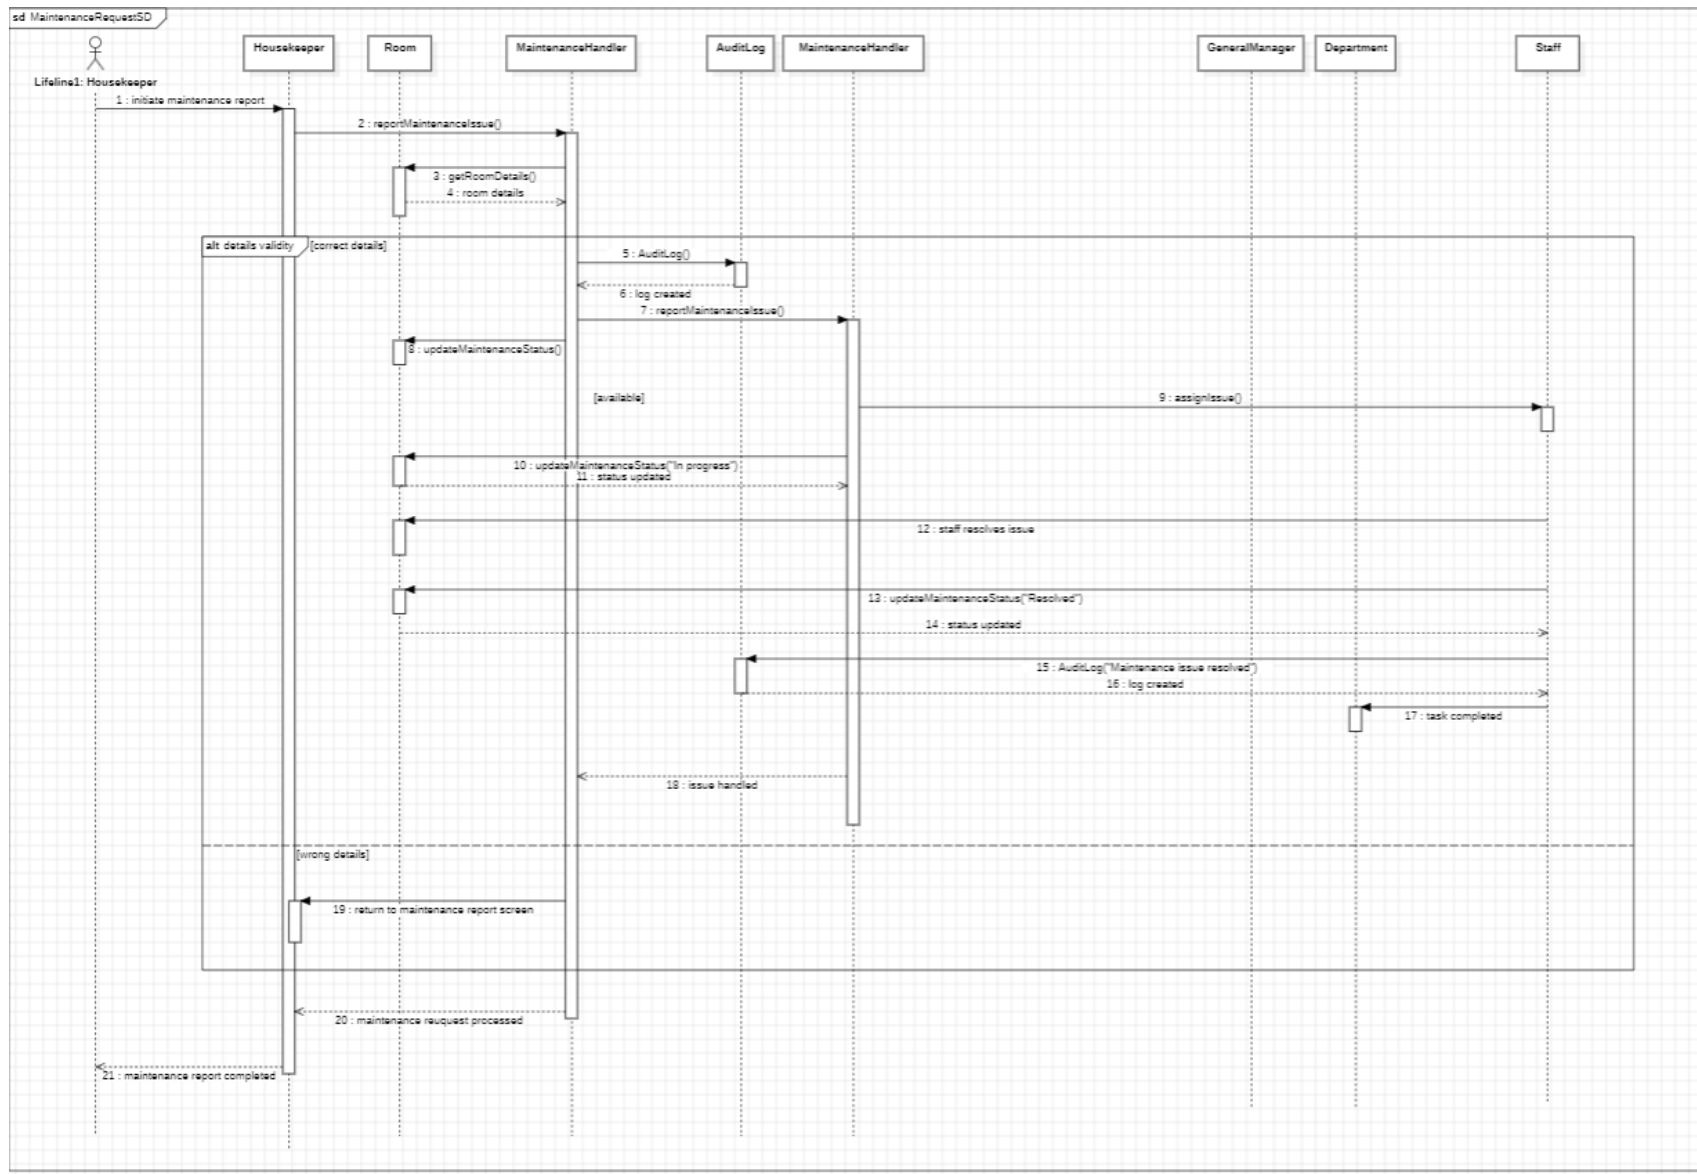 sd MaintenanceRequestSD
Housekeeper
Room
MaintenanceHandler
AuditLog
MaintenanceHandler
GeneralManager
Department
Staff
Lifeline1: Housekeeper
1 : initiate maintenance report
2 : reportMaintenanceIssue()
3 : getRoomDetails()
4 : room details
alt details validity
[correct details]
5 : AuditLog()
6 : log created
7 : reportMaintenanceIssue()
8 : updateMaintenanceStatus()
[available]
9 : assignIssue()
10 : updateMaintenanceStatus("In progress")
11 : status updated
12 : staff resolves issue
13 : updateMaintenanceStatus("Resolved")
14 : status updated
15 : AuditLog("Maintenance issue resolved")
16 : log created
17 : task completed
18 : issue handled
[wrong details]
19 : return to maintenance report screen
20 : maintenance reuquest processed
21 : maintenance report completed